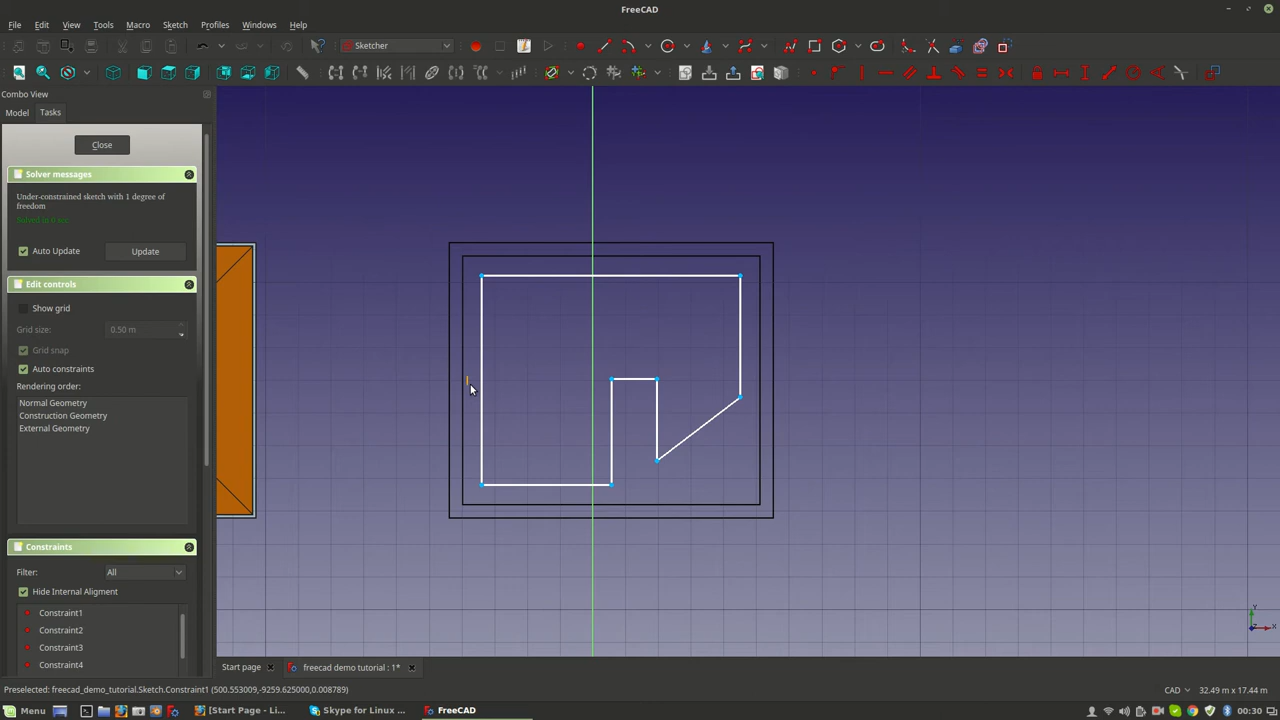 FreeCAD
File Edit View Tools Macro Sketch Profiles Windows Help
Sketcher
Combo View
Model Tasks
Close
Solver messages
Under-constrained sketch with 1 degree of
freedom
Solved in 0 sec
Auto Update Update
Edit controls
Show grid
Grid size: 0.50 m
Grid snap
Auto constraints
Rendering order:
Normal Geometry
Construction Geometry
External Geometry
Constraints
Filter: All
Hide Internal Aligment
Constraint1
Constraint2
Constraint3
Constraint4
Y
X
Z
Start page freecad demo tutorial : 1*
Preselected: freecad_demo_tutorial.Sketch.Constraint1 (500.553009,-9259.625000,0.008789) CAD 32.49 m x 17.44 m
Menu [Start Page - Li... Skype for Linux ... FreeCAD 00:30